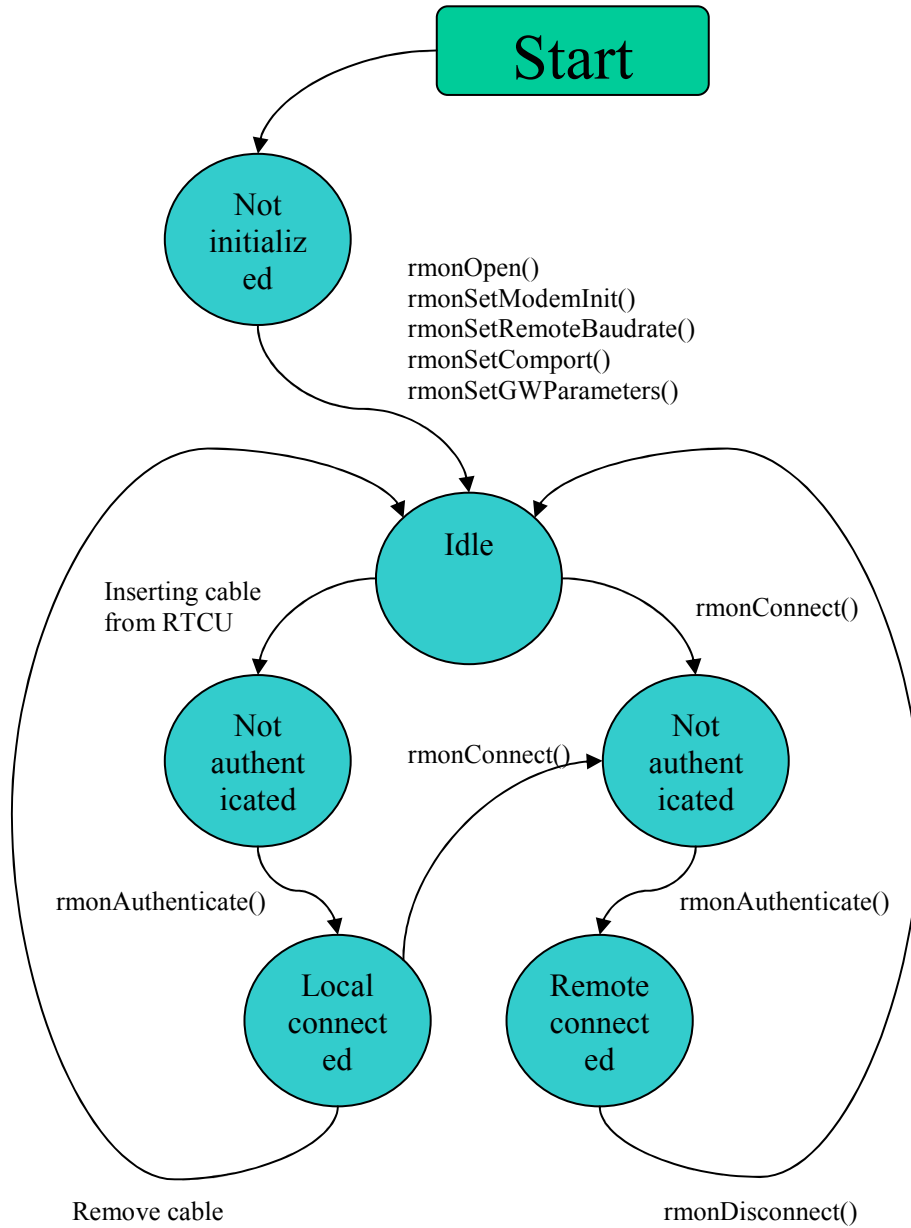 Start
Not
initializ
ed
rmonOpen()
rmonSetModemInit()
rmonSetRemoteBaudrate()
rmonSetComport()
rmonSetGWParameters()
Idle
Inserting cable
from RTCU
rmonConnect()
Not
authent
icated
rmonConnect()
Not
authent
icated
rmonAuthenticate()
rmonAuthenticate()
Local
connect
ed
Remote
connect
ed
Remove cable
rmonDisconnect()